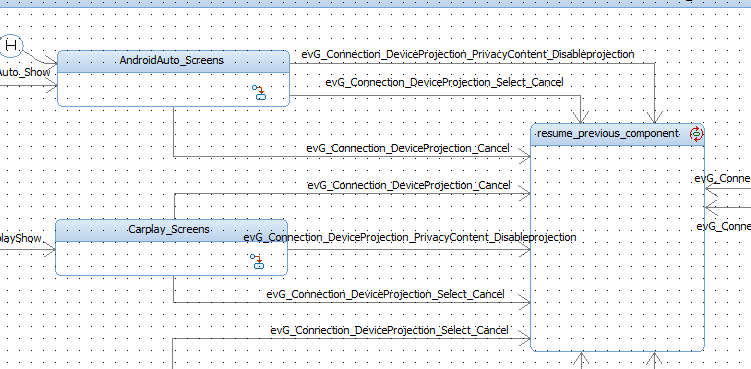 H
AndroidAuto_Screens
evG_Connection_DeviceProjection_PrivacyContent_Disableprojection
Auto_Show
evG_Connection_DeviceProjection_Select_Cancel
resume_previous_component
evG_Connection_DeviceProjection_Cancel
evG_Connection_DeviceProjection_Cancel
evG_Conne
Carplay_Screens
evG_Conne
playShow
evG_Connection_DeviceProjection_PrivacyContent_Disableprojection
evG_Connection_DeviceProjection_Select_Cancel
evG_Connection_DeviceProjection_Select_Cancel